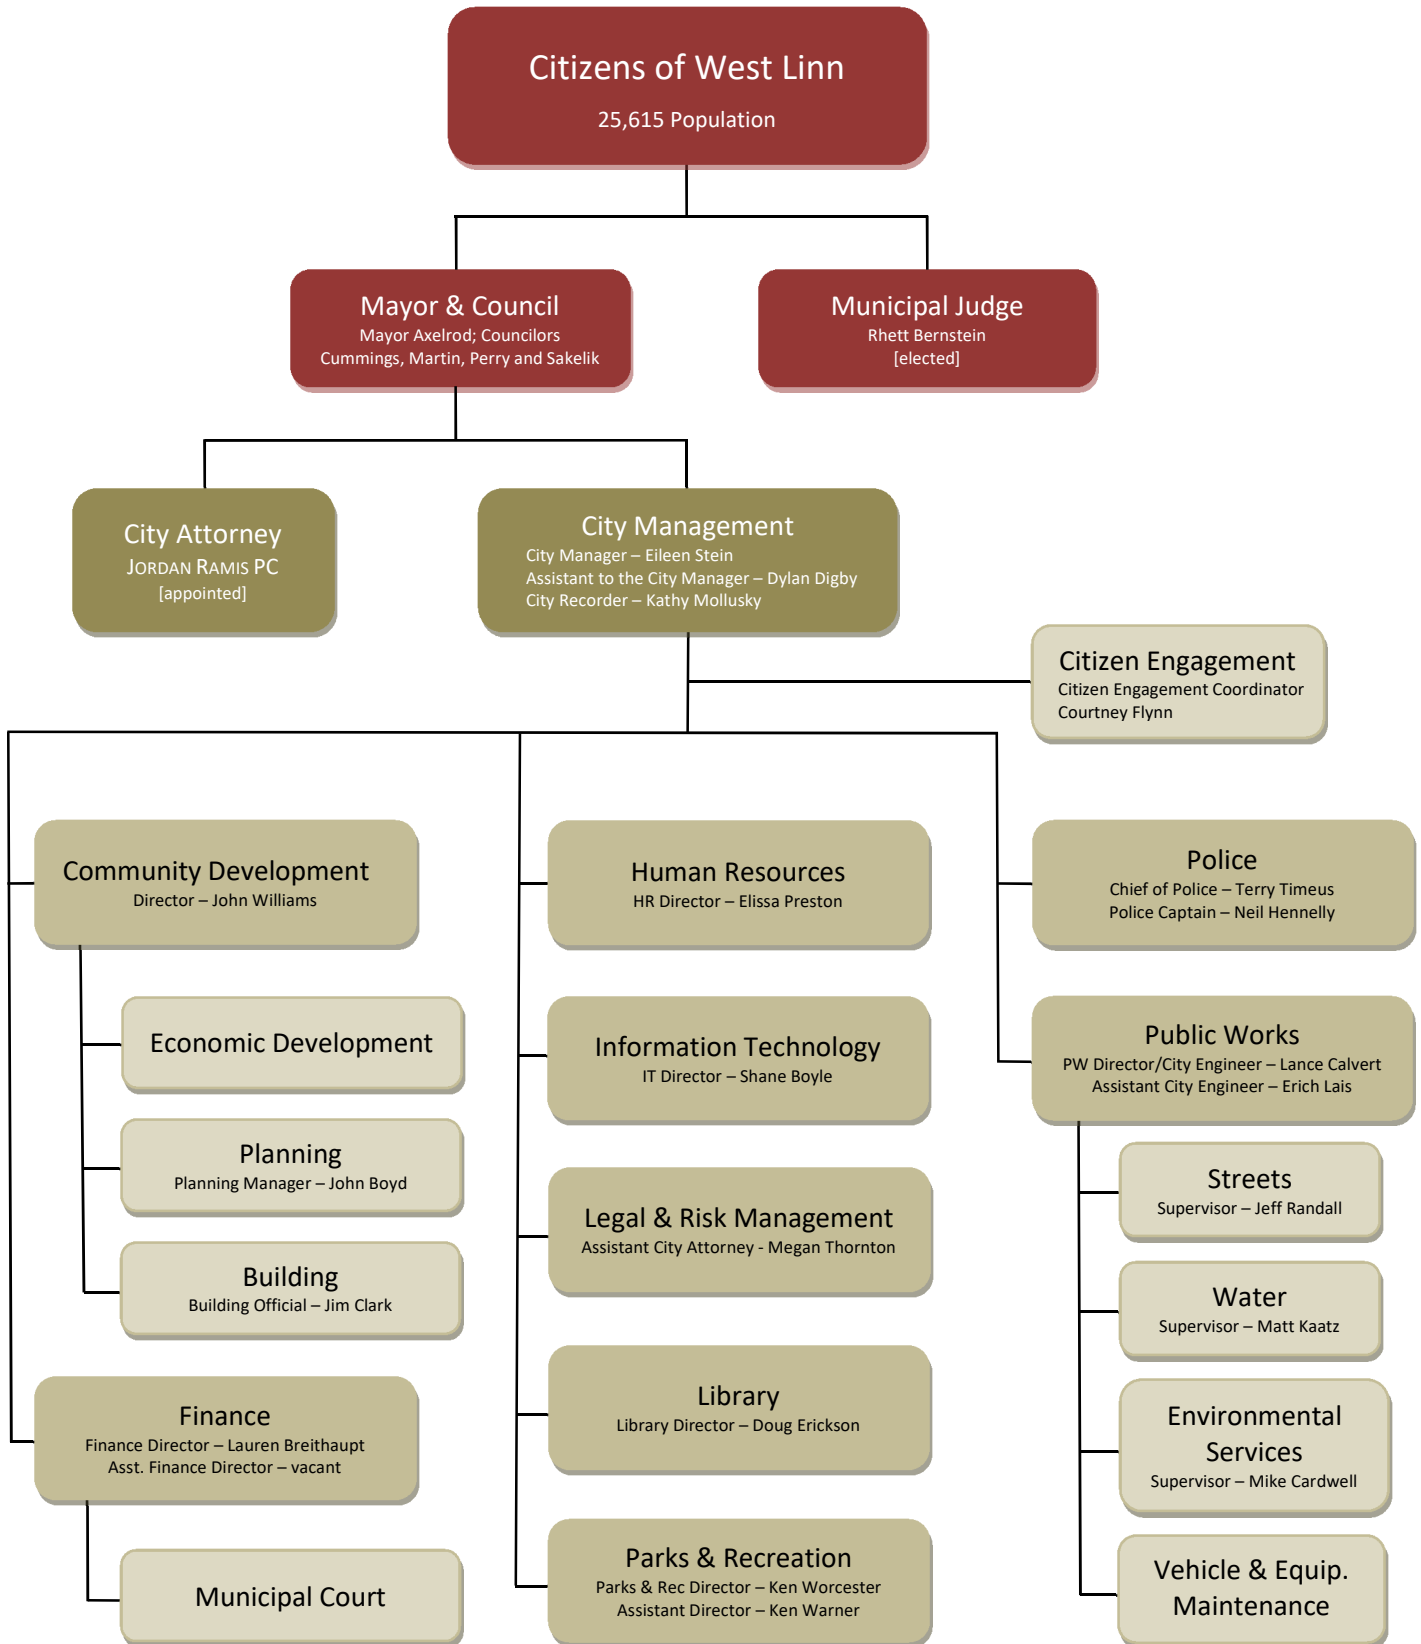 Citizens of West Linn
25,615 Population
Mayor & Council
Mayor Axelrod; Councilors
Cummings, Martin, Perry and Sakelik
Municipal Judge
Rhett Bernstein
[elected]
City Attorney
JORDAN RAMIS PC
[appointed]
City Management
City Manager – Eileen Stein
Assistant to the City Manager – Dylan Digby
City Recorder – Kathy Mollusky
Citizen Engagement
Citizen Engagement Coordinator
Courtney Flynn
Community Development
Director – John Williams
Economic Development
Planning
Planning Manager – John Boyd
Building
Building Official – Jim Clark
Finance
Finance Director – Lauren Breithaupt
Asst. Finance Director – vacant
Municipal Court
Human Resources
HR Director – Elissa Preston
Information Technology
IT Director – Shane Boyle
Legal & Risk Management
Assistant City Attorney - Megan Thornton
Library
Library Director – Doug Erickson
Parks & Recreation
Parks & Rec Director – Ken Worcester
Assistant Director – Ken Warner
Police
Chief of Police – Terry Timeus
Police Captain – Neil Hennelly
Public Works
PW Director/City Engineer – Lance Calvert
Assistant City Engineer – Erich Lais
Streets
Supervisor – Jeff Randall
Water
Supervisor – Matt Kaatz
Environmental
Services
Supervisor – Mike Cardwell
Vehicle & Equip.
Maintenance